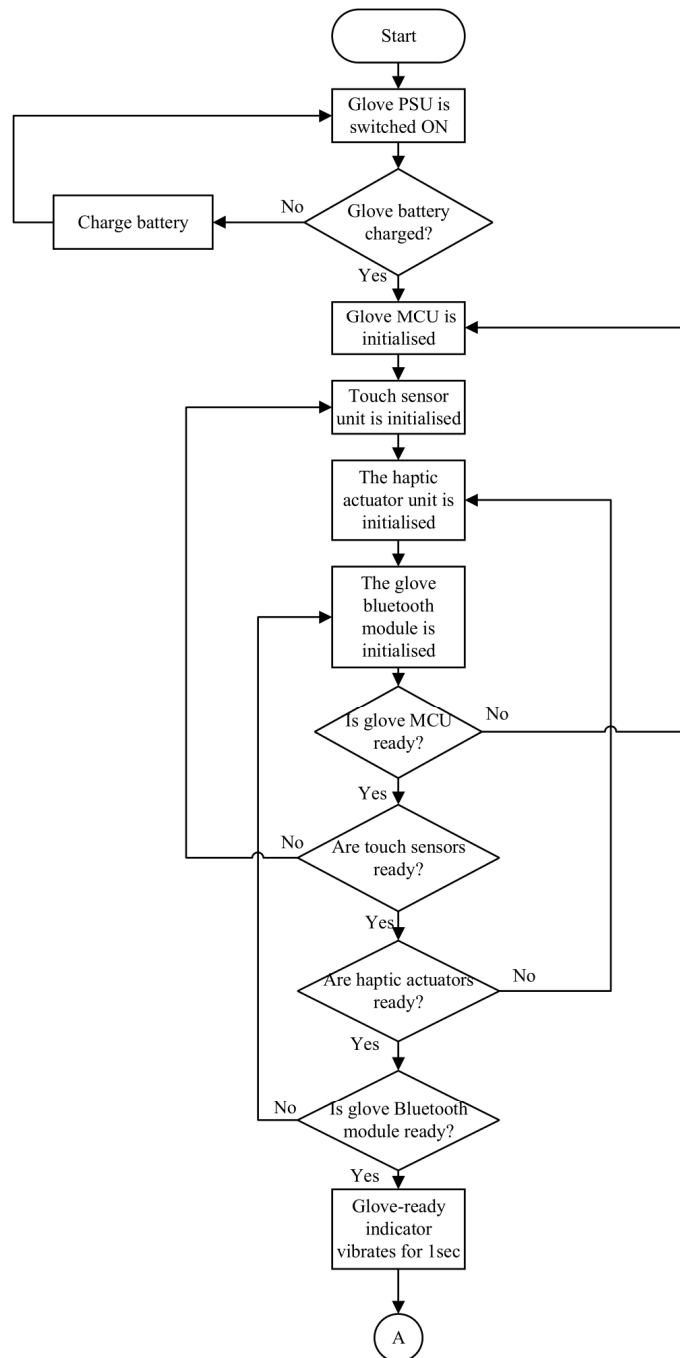 Start
Glove PSU is
switched ON
Glove battery
charged?
No
Charge battery
Yes
Glove MCU is
initialised
Touch sensor
unit is initialised
The haptic
actuator unit is
initialised
The glove
bluetooth
module is
initialised
Is glove MCU
ready?
No
Yes
Are touch sensors
ready?
No
Yes
Are haptic actuators
ready?
No
Yes
Is glove Bluetooth
module ready?
No
Yes
Glove-ready
indicator
vibrates for 1sec
A